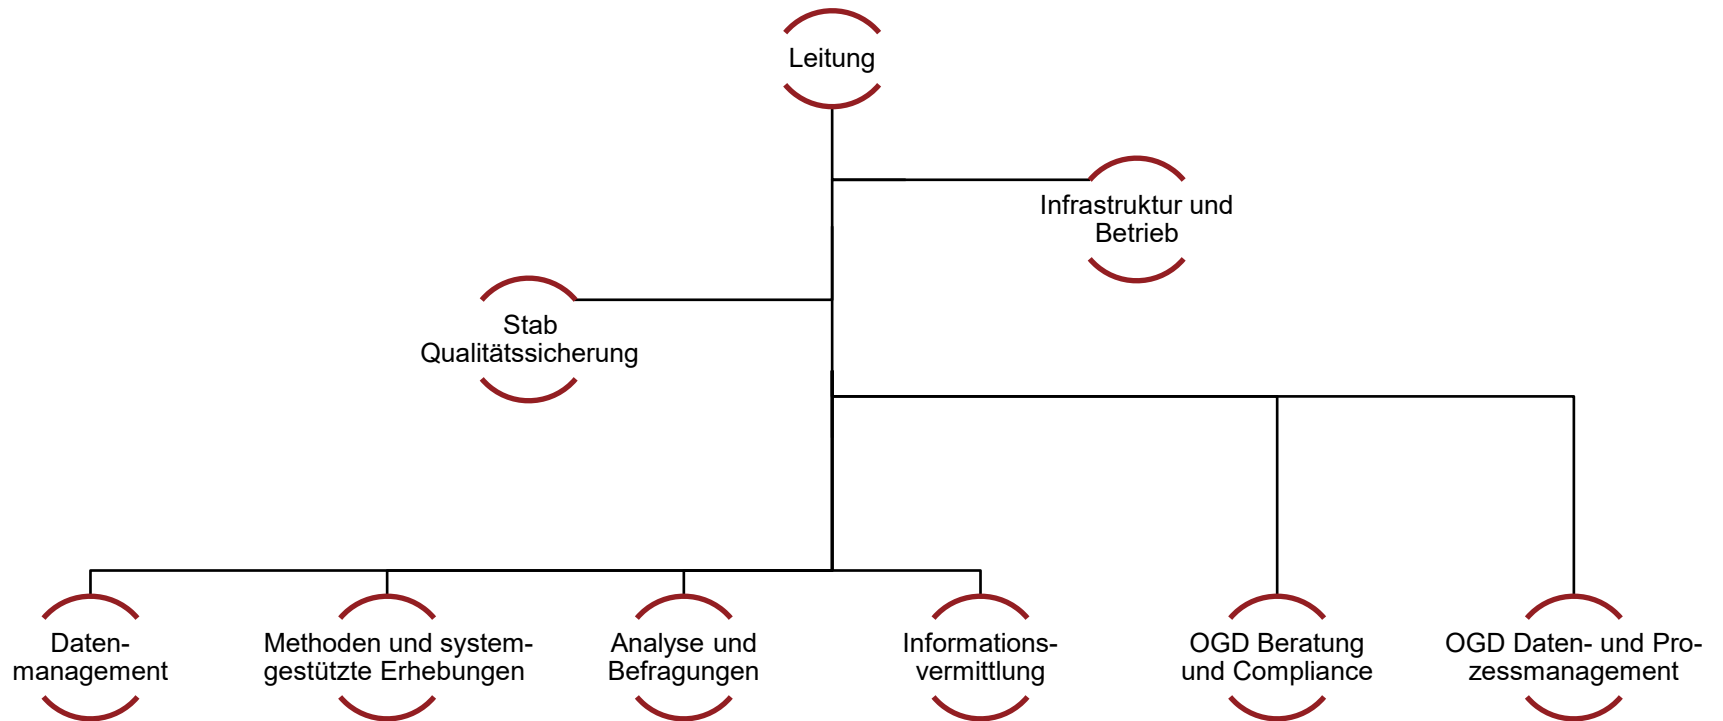 Leitung
Infrastruktur und
Betrieb
Stab
Qualitätssicherung
Daten-
management
Methoden und system-
gestützte Erhebungen
Analyse und
Befragungen
Informations-
vermittlung
OGD Beratung
und Compliance
OGD Daten- und Pro-
zessmanagement